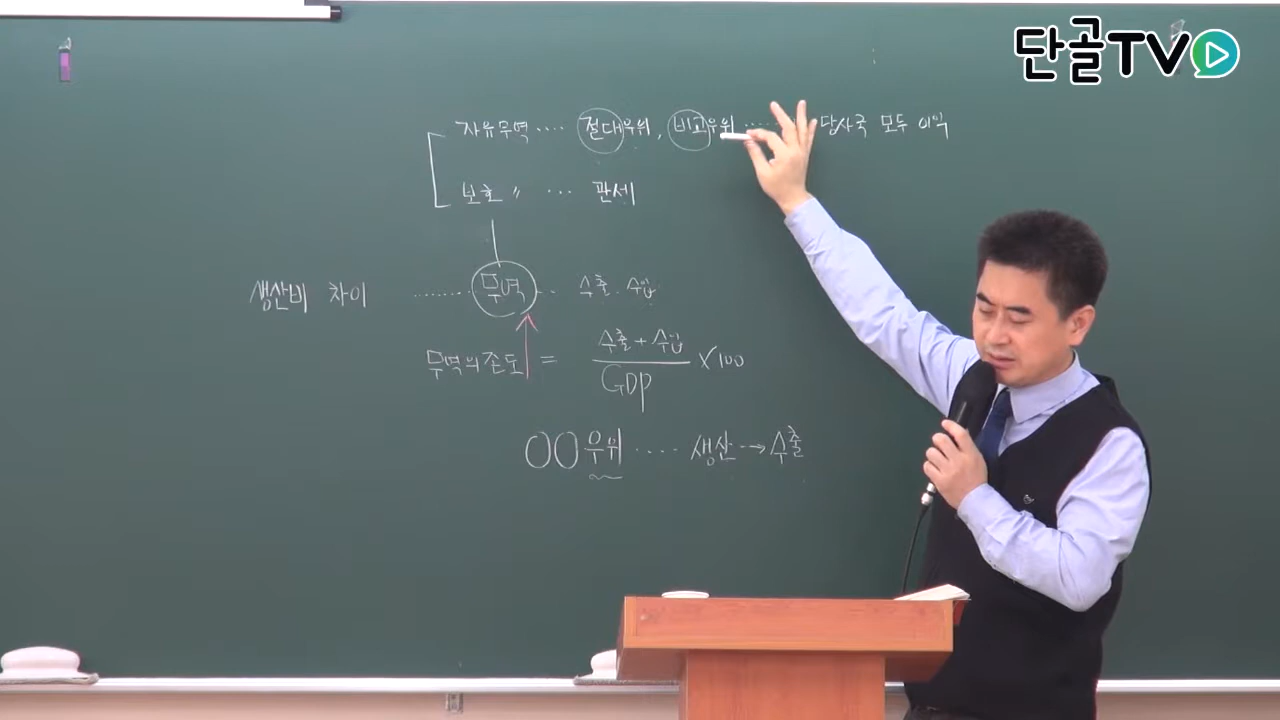 단골TV
자유무역 ···· 절대우위, 비교우위 ······ 당사국 모두 이익
보호 〃 ··· 관세
생산비 차이 ······· 무역 ·· 수출·수입
무역의존도 = 수출+수입 / GDP ×100
○○우위 ···· 생산 → 수출